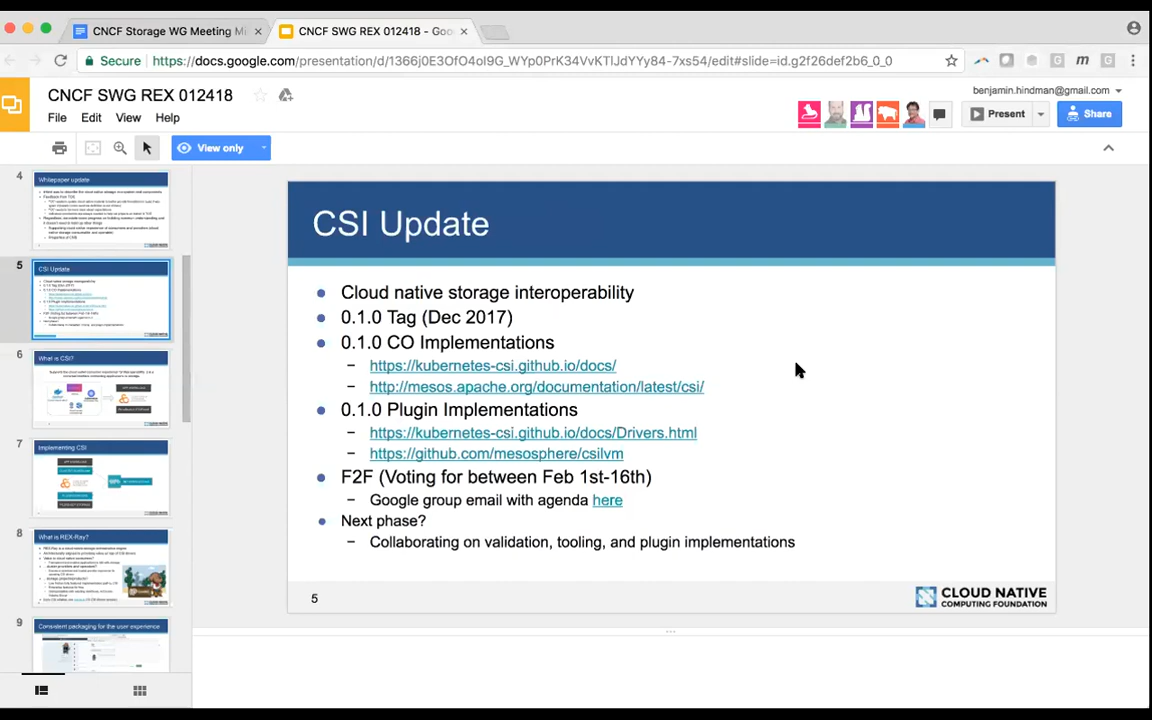 CNCF Storage WG Meeting Mi
CNCF SWG REX 012418 - Goo
Secure
https://docs.google.com/presentation/d/1366j0E3OfO4oI9G_WYp0PrK34VvKTlJdYYy84-7xs54/edit#slide=id.g2f26def2b6_0_0
CNCF SWG REX 012418
benjamin.hindman@gmail.com
File Edit View Help
Present
Share
View only
4
Whitepaper update
5
CSI Update
6
What is CSI?
7
Implementing CSI
8
What is REX-Ray?
9
Consistent packaging for the user experience
CSI Update
Cloud native storage interoperability
0.1.0 Tag (Dec 2017)
0.1.0 CO Implementations
https://kubernetes-csi.github.io/docs/
http://mesos.apache.org/documentation/latest/csi/
0.1.0 Plugin Implementations
https://kubernetes-csi.github.io/docs/Drivers.html
https://github.com/mesosphere/csilvm
F2F (Voting for between Feb 1st-16th)
Google group email with agenda here
Next phase?
Collaborating on validation, tooling, and plugin implementations
5
CLOUD NATIVE
COMPUTING FOUNDATION